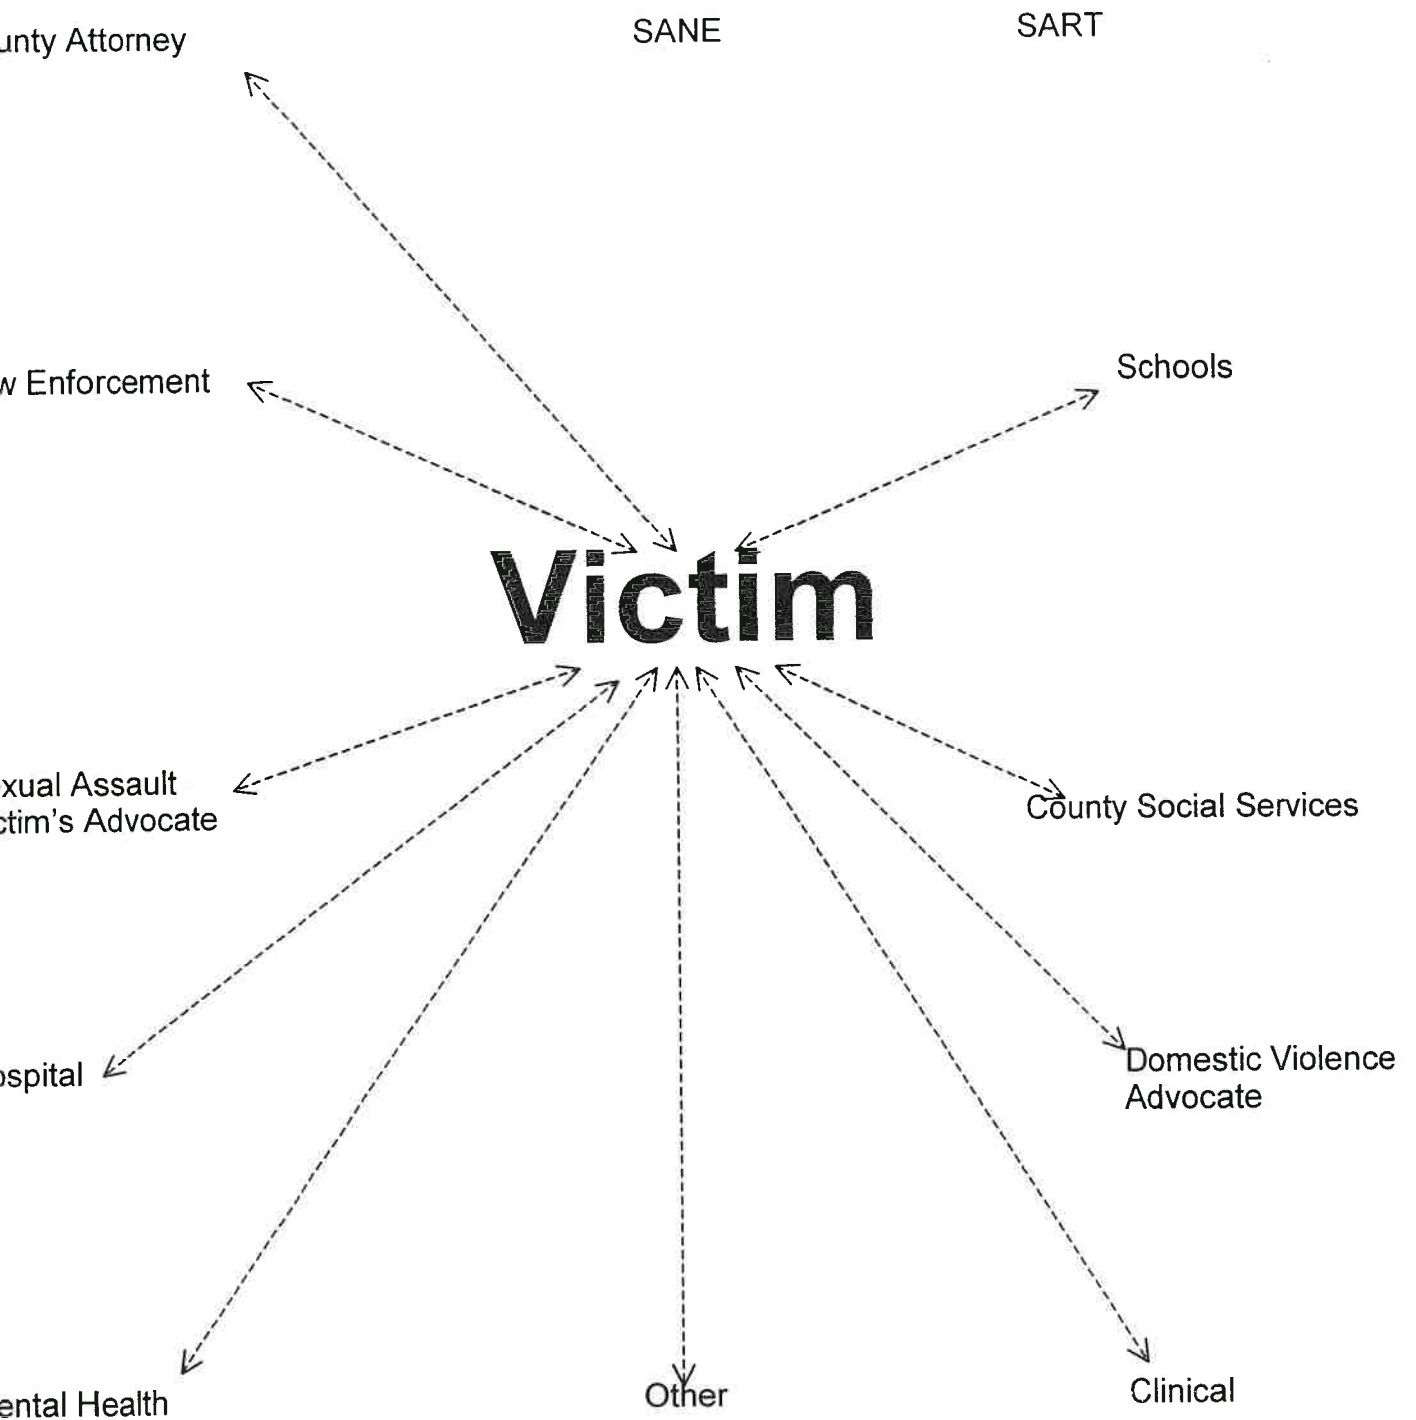 unty Attorney
SANE
SART
w Enforcement
Schools
Victim
xual Assault
ctim's Advocate
County Social Services
ospital
Domestic Violence
Advocate
ental Health
Other
Clinical